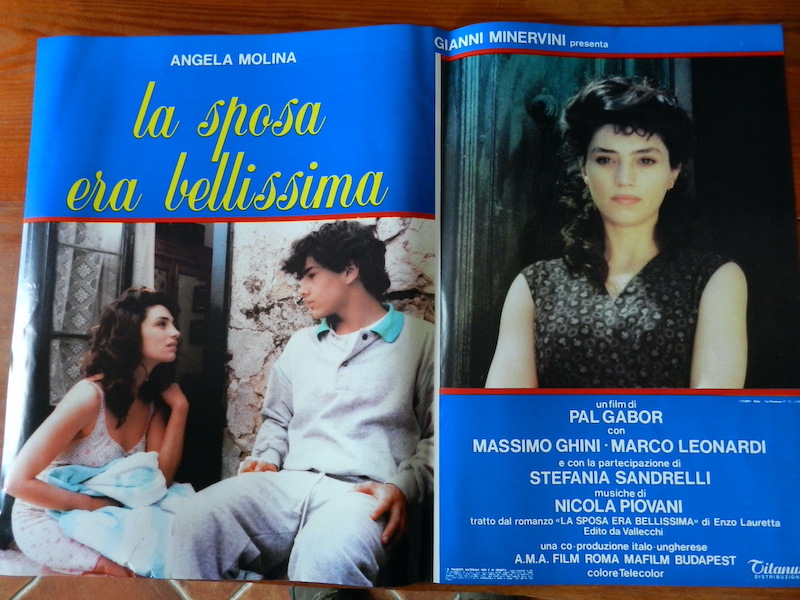 ANGELA MOLINA
la sposa
era bellissima
GIANNI MINERVINI presenta
un film di
PAL GABOR
con
MASSIMO GHINI · MARCO LEONARDI
e con la partecipazione di
STEFANIA SANDRELLI
musiche di
NICOLA PIOVANI
tratto dal romanzo «LA SPOSA ERA BELLISSIMA» di Enzo Lauretta
Edito da Vallecchi
una co-produzione italo-ungherese
A.M.A. FILM ROMA MAFILM BUDAPEST
colore Telecolor
Titanus
DISTRIBUZIONE